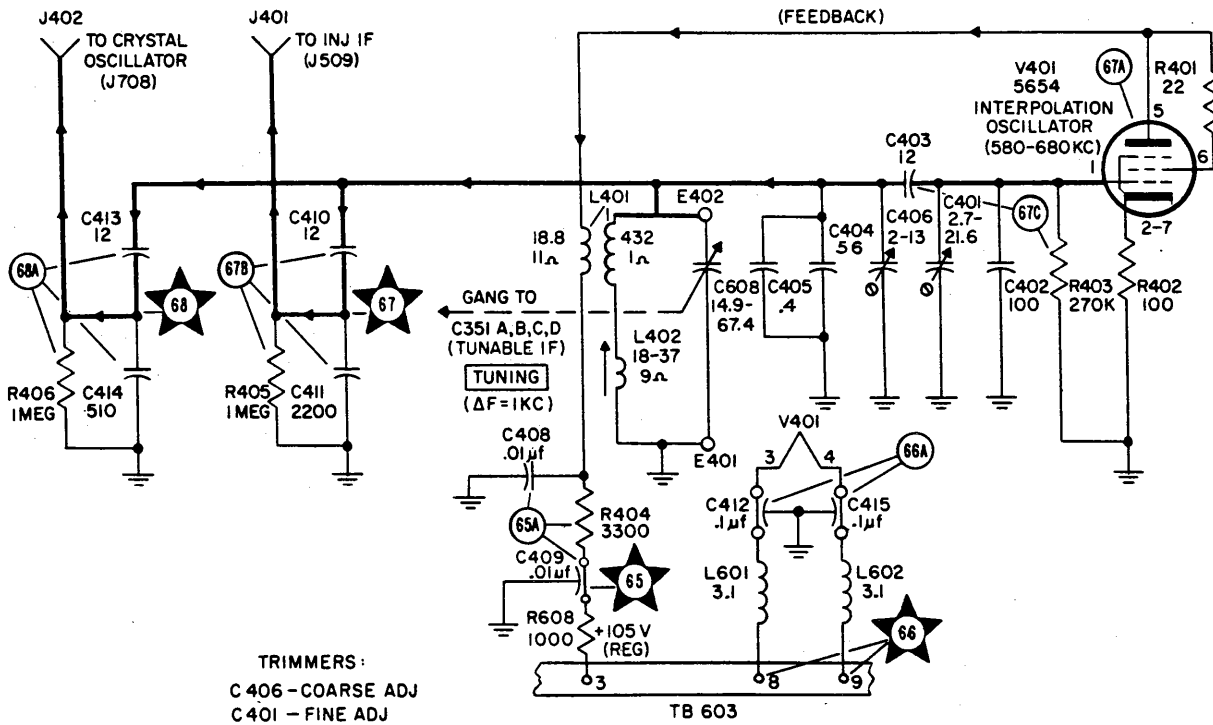 J402
TO CRYSTAL
OSCILLATOR
(J708)
J401
TO INJ IF
(J509)
(FEEDBACK)
V401
5654
INTERPOLATION
OSCILLATOR
(580-680KC)
67A
5
R401
22
1
6
2-7
C413
12
68A
68
C410
12
67B
67
R406
1MEG
C414
510
R405
1MEG
C411
2200
L401
18.8
11Ω
432
1Ω
E402
GANG TO
C351 A,B,C,D
(TUNABLE IF)
TUNING
(ΔF=1KC)
L402
18-37
9Ω
C608
14.9-
67.4
E401
C405
.4
C404
56
C403
12
C406
2-13
67C
C401
2.7-
21.6
C402
100
R403
270K
R402
100
C408
.01μf
65A
R404
3300
C409
.01μf
65
R608
1000
+105V
(REG)
V401
3
4
66A
C412
.1μf
C415
.1μf
L601
3.1
L602
3.1
66
3
8
9
TB 603
TRIMMERS:
C406-COARSE ADJ
C401 - FINE ADJ